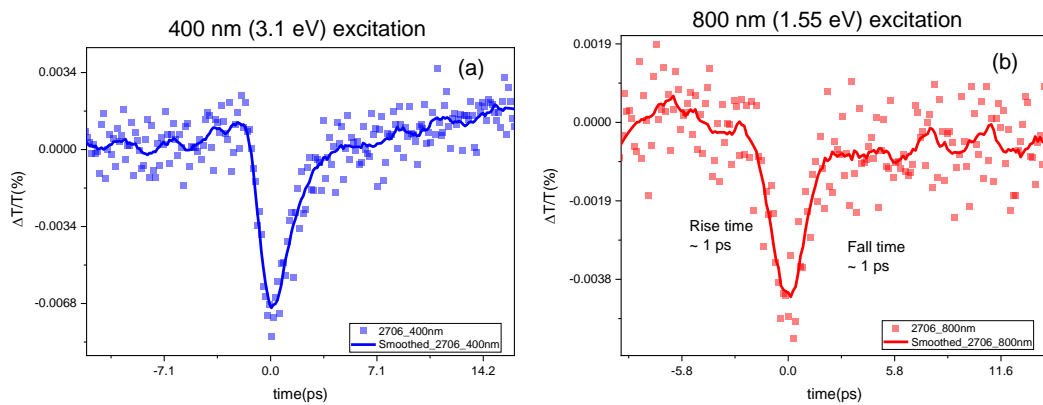 400 nm (3.1 eV) excitation
(a)
ΔT/T(%)
0.0034
0.0000
-0.0034
-0.0068
-7.1
0.0
7.1
14.2
time(ps)
2706_400nm
Smoothed_2706_400nm
800 nm (1.55 eV) excitation
(b)
ΔT/T(%)
0.0019
0.0000
-0.0019
-0.0038
Rise time
~ 1 ps
Fall time
~ 1 ps
-5.8
0.0
5.8
11.6
time(ps)
2706_800nm
Smoothed_2706_800nm